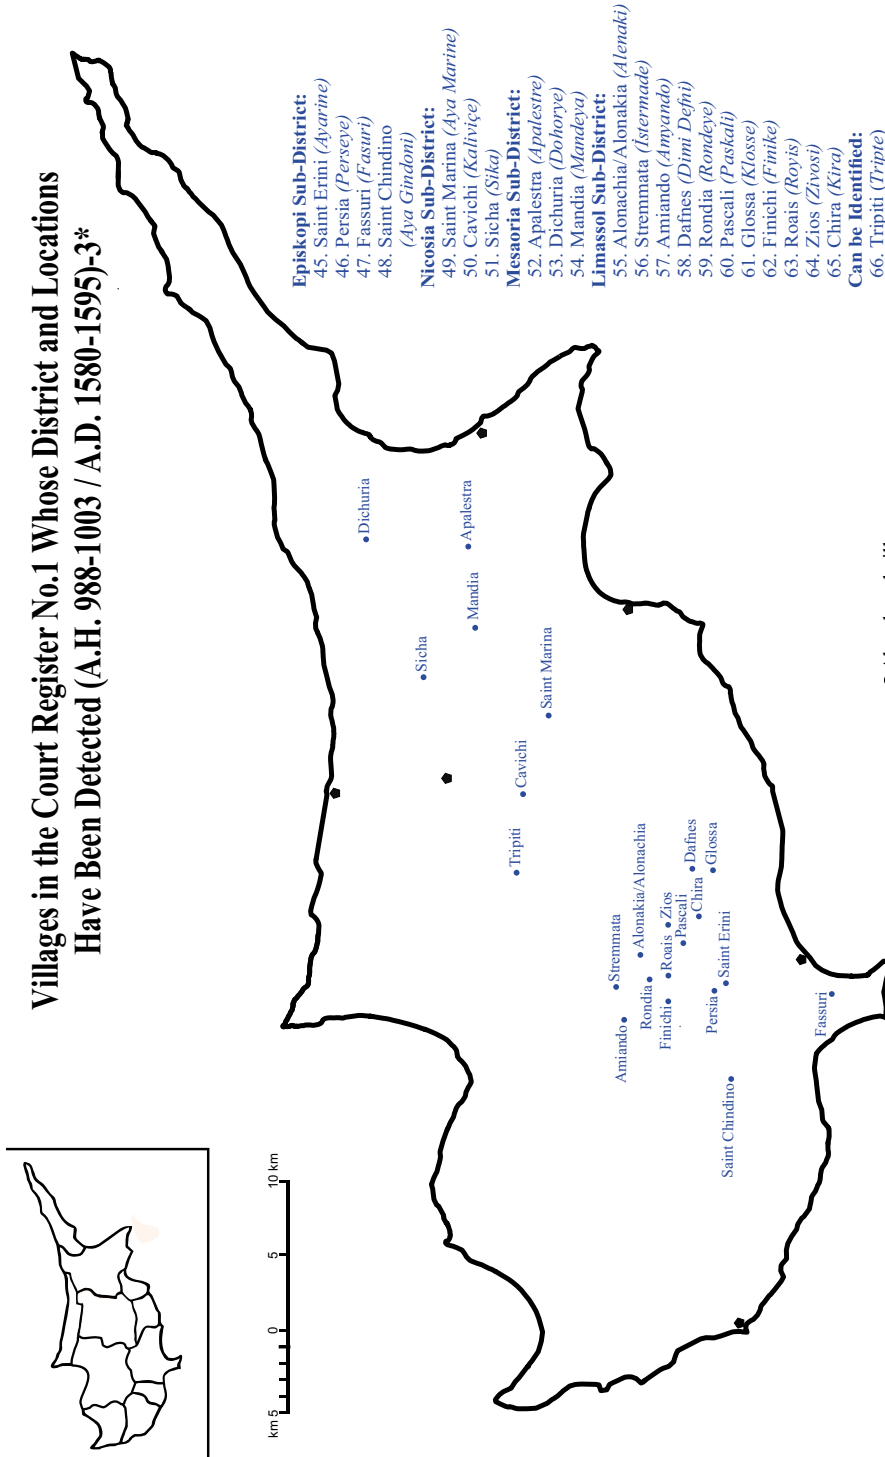 Villages in the Court Register No.1 Whose District and Locations
Have Been Detected (A.H. 988-1003 / A.D. 1580-1595)-3*
km 5
0
5
10 km
Dichuria
Apalestra
Mandia
Sicha
Saint Marina
Cavichi
Tripiti
Stremmata
Alonakia/Alonachia
Amiando
Rondia
Finichi
Roais
Zios
Pascali
Dafnes
Chira
Glossa
Persia
Saint Erini
Saint Chindino
Fassuri
Episkopi Sub-District:
45. Saint Erini (Ayarine)
46. Persia (Perseye)
47. Fassuri (Fasuri)
48. Saint Chindino
(Aya Gindoni)
Nicosia Sub-District:
49. Saint Marina (Aya Marine)
50. Cavichi (Kaliviçe)
51. Sicha (Sika)
Mesaoria Sub-District:
52. Apalestra (Apalestre)
53. Dichuria (Dohorye)
54. Mandia (Mandeya)
Limassol Sub-District:
55. Alonachia/Alonakia (Alenaki)
56. Stremmata (İstermade)
57. Amiando (Amyando)
58. Dafnes (Dimi Defni)
59. Rondia (Rondeye)
60. Pascali (Paskali)
61. Glossa (Klosse)
62. Finichi (Finike)
63. Roais (Royis)
64. Zios (Zivosi)
65. Chira (Kira)
Can be Identified:
66. Tripiti (Tripte)